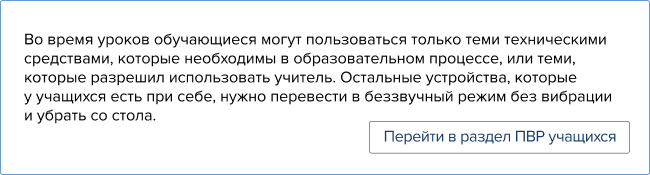 Во время уроков обучающиеся могут пользоваться только теми техническими
средствами, которые необходимы в образовательном процессе, или теми,
которые разрешил использовать учитель. Остальные устройства, которые
у учащихся есть при себе, нужно перевести в беззвучный режим без вибрации
и убрать со стола.
Перейти в раздел ПВР учащихся